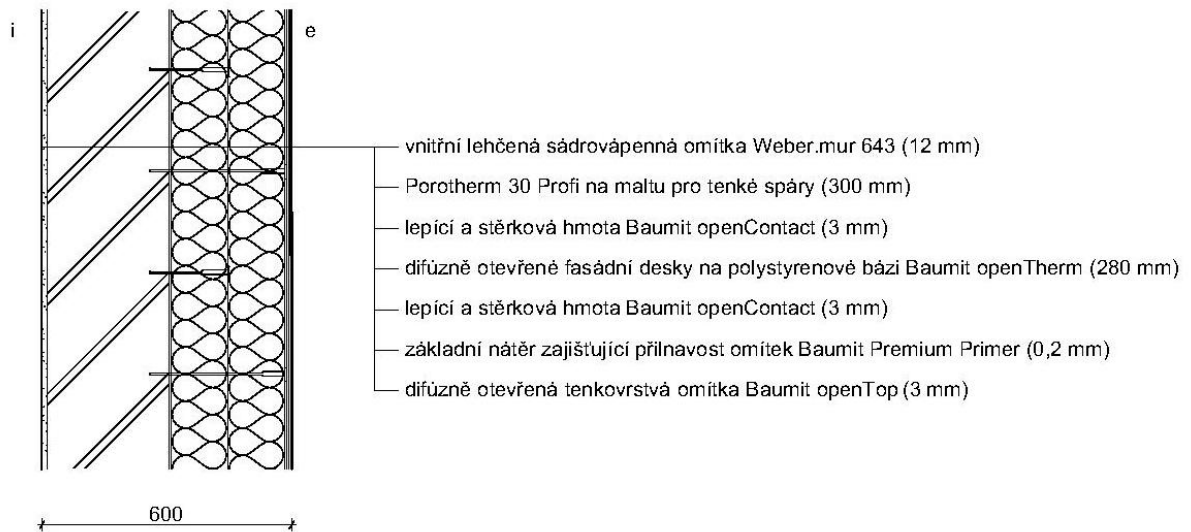 i
e
vnitřní lehčená sádrovápenná omítka Weber.mur 643 (12 mm)
Porotherm 30 Profi na maltu pro tenké spáry (300 mm)
lepící a stěrková hmota Baumit openContact (3 mm)
difúzně otevřené fasádní desky na polystyrenové bázi Baumit openTherm (280 mm)
lepící a stěrková hmota Baumit openContact (3 mm)
základní nátěr zajišťující přilnavost omítek Baumit Premium Primer (0,2 mm)
difúzně otevřená tenkovrstvá omítka Baumit openTop (3 mm)
600